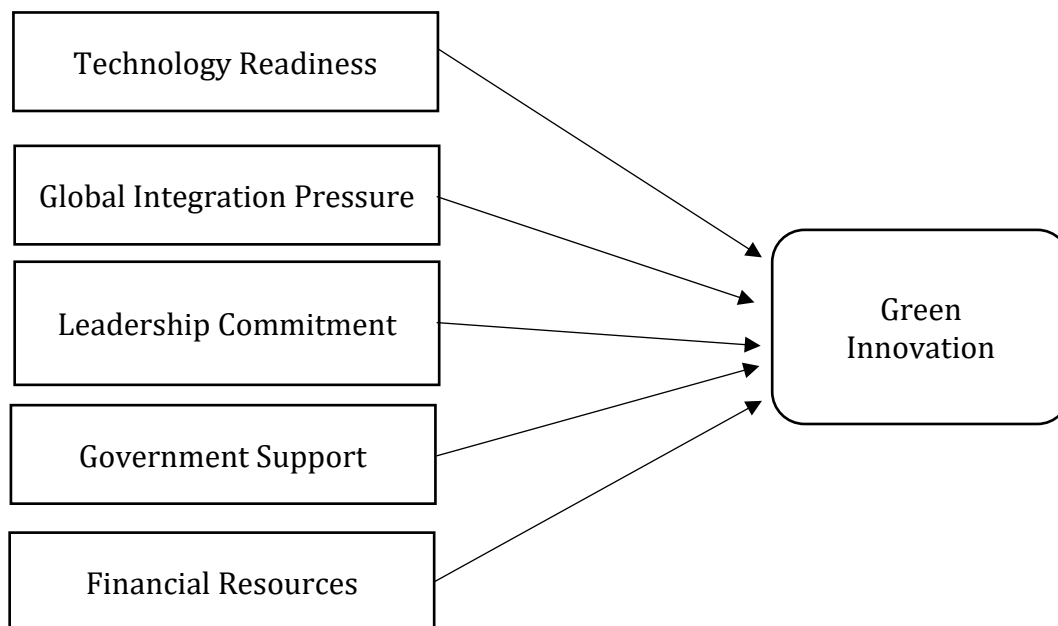 Technology Readiness
Global Integration Pressure
Leadership Commitment
Government Support
Financial Resources
Green
Innovation